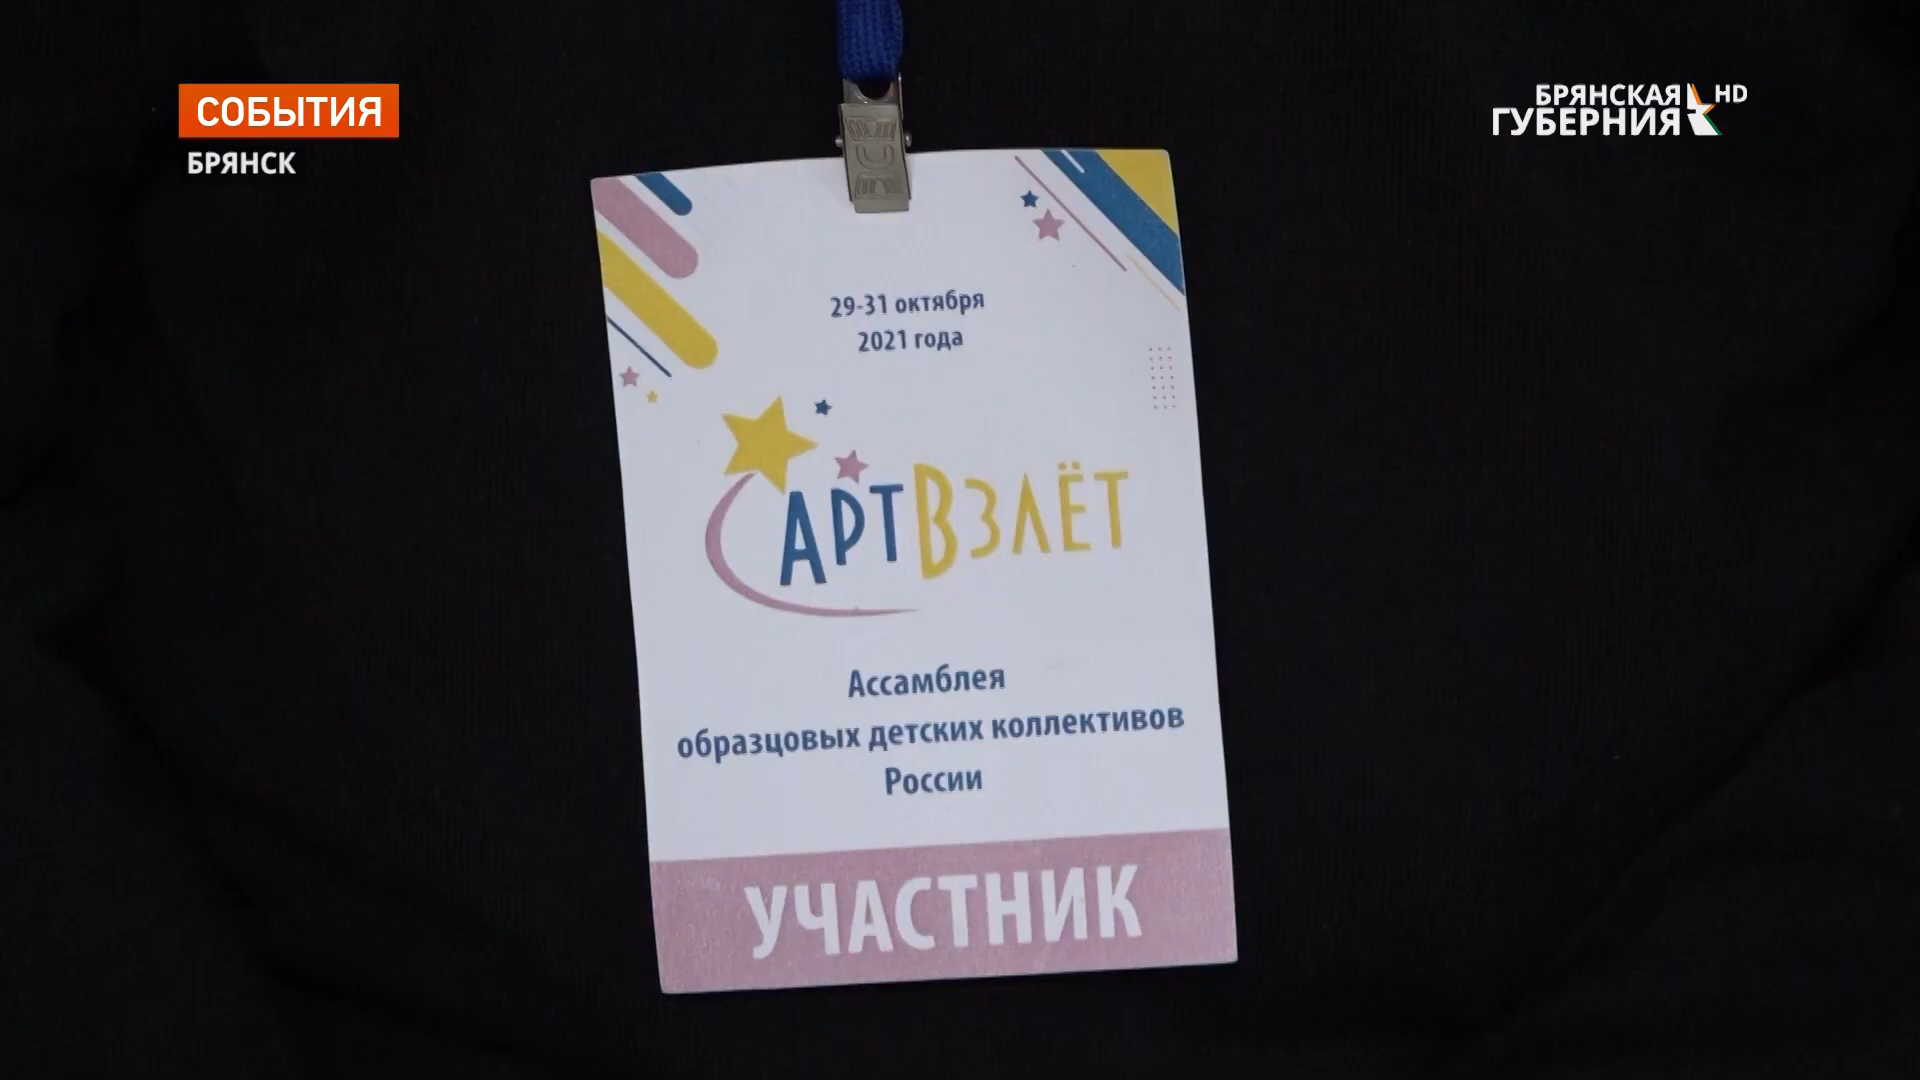 СОБЫТИЯ
БРЯНСК
БРЯНСКАЯ HD
ГУБЕРНИЯ
29-31 октября
2021 года
АРТВЗЛЁТ
Ассамблея
образцовых детских коллективов
России
УЧАСТНИК